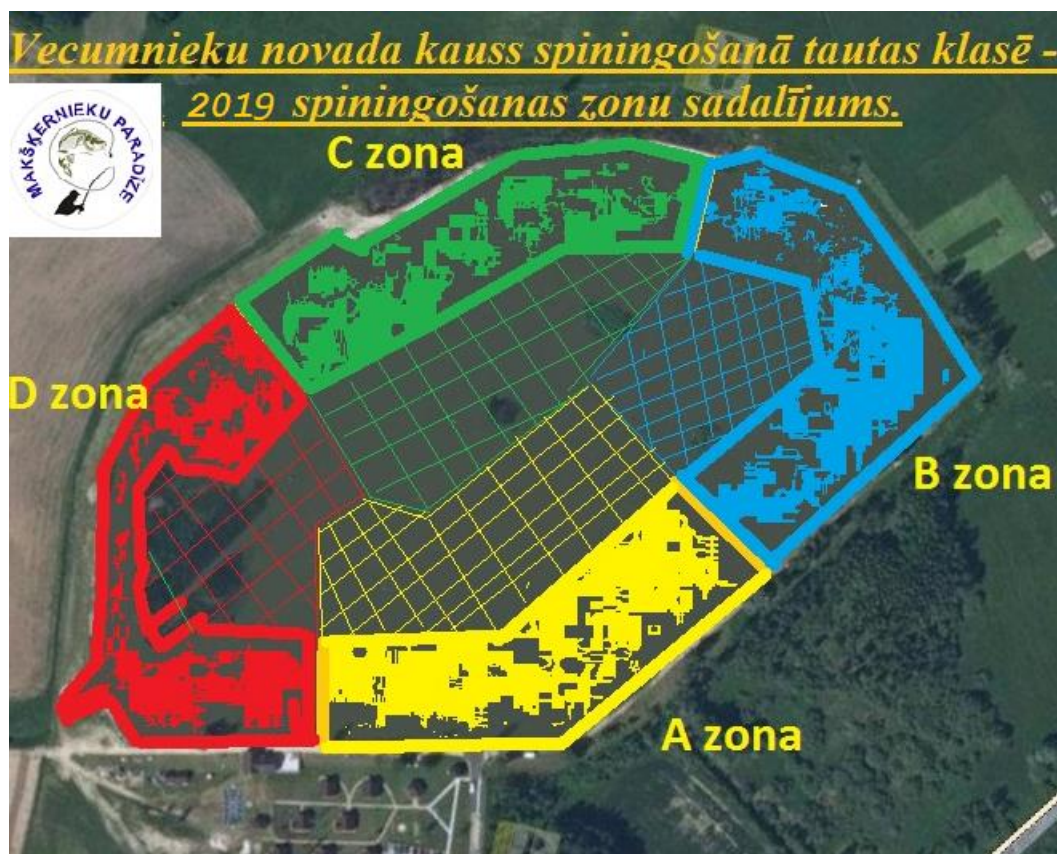 Vecumnieku novada kauss spiningošanā tautas klasē -
2019 spiningošanas zonu sadalījums.
MAKŠĶERNIEKU PARADĪZE
C zona
D zona
B zona
A zona